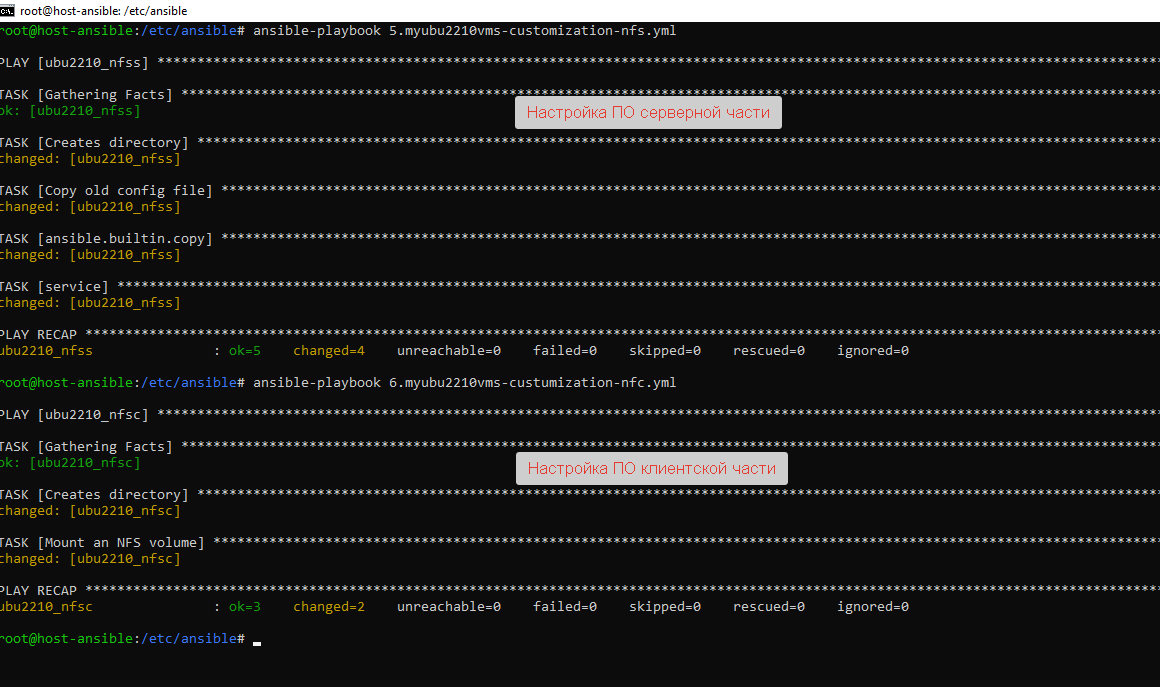 root@host-ansible: /etc/ansible
root@host-ansible:/etc/ansible# ansible-playbook 5.myubu2210vms-customization-nfs.yml
PLAY [ubu2210_nfss] ****************************************************************************************************************************
TASK [Gathering Facts] *************************************************************************************************************************
ok: [ubu2210_nfss]
Настройка ПО серверной части
TASK [Creates directory] ***********************************************************************************************************************
changed: [ubu2210_nfss]
TASK [Copy old config file] ********************************************************************************************************************
changed: [ubu2210_nfss]
TASK [ansible.builtin.copy] ********************************************************************************************************************
changed: [ubu2210_nfss]
TASK [service] *********************************************************************************************************************************
changed: [ubu2210_nfss]
PLAY RECAP *************************************************************************************************************************************
ubu2210_nfss : ok=5 changed=4 unreachable=0 failed=0 skipped=0 rescued=0 ignored=0
root@host-ansible:/etc/ansible# ansible-playbook 6.myubu2210vms-custumization-nfc.yml
PLAY [ubu2210_nfsc] ****************************************************************************************************************************
TASK [Gathering Facts] *************************************************************************************************************************
ok: [ubu2210_nfsc]
Настройка ПО клиентской части
TASK [Creates directory] ***********************************************************************************************************************
changed: [ubu2210_nfsc]
TASK [Mount an NFS volume] *********************************************************************************************************************
changed: [ubu2210_nfsc]
PLAY RECAP *************************************************************************************************************************************
ubu2210_nfsc : ok=3 changed=2 unreachable=0 failed=0 skipped=0 rescued=0 ignored=0
root@host-ansible:/etc/ansible#